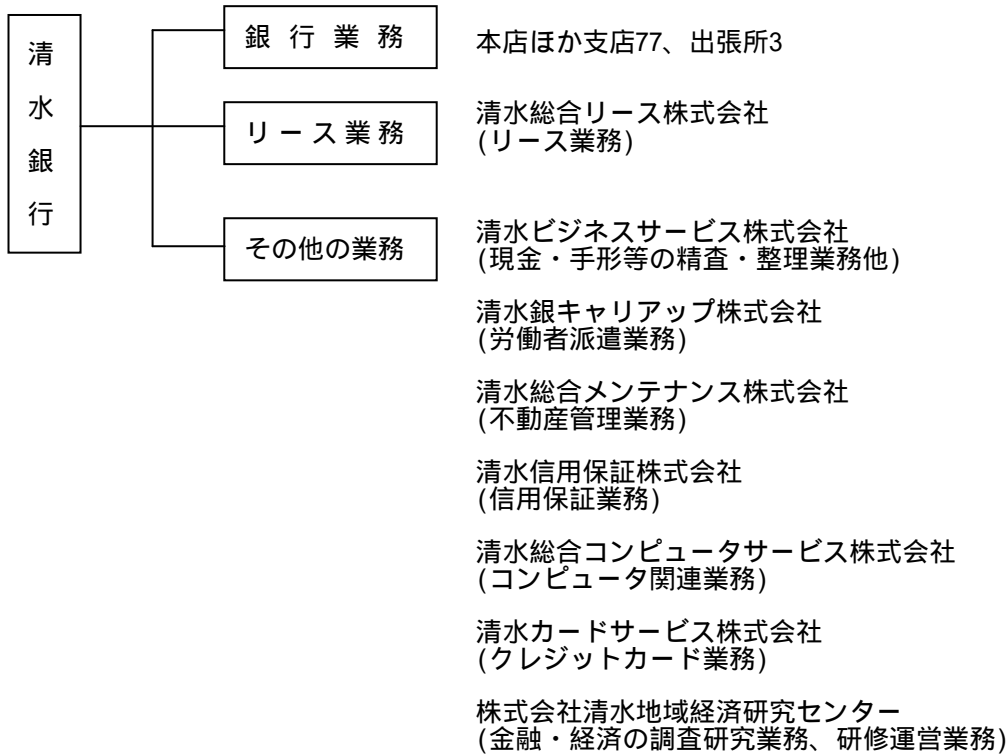 清水銀行
銀行業務
本店ほか支店77、出張所3
リース業務
清水総合リース株式会社
(リース業務)
その他の業務
清水ビジネスサービス株式会社
(現金・手形等の精査・整理業務他)
清水銀キャリアップ株式会社
(労働者派遣業務)
清水総合メンテナンス株式会社
(不動産管理業務)
清水信用保証株式会社
(信用保証業務)
清水総合コンピュータサービス株式会社
(コンピュータ関連業務)
清水カードサービス株式会社
(クレジットカード業務)
株式会社清水地域経済研究センター
(金融・経済の調査研究業務、研修運営業務)